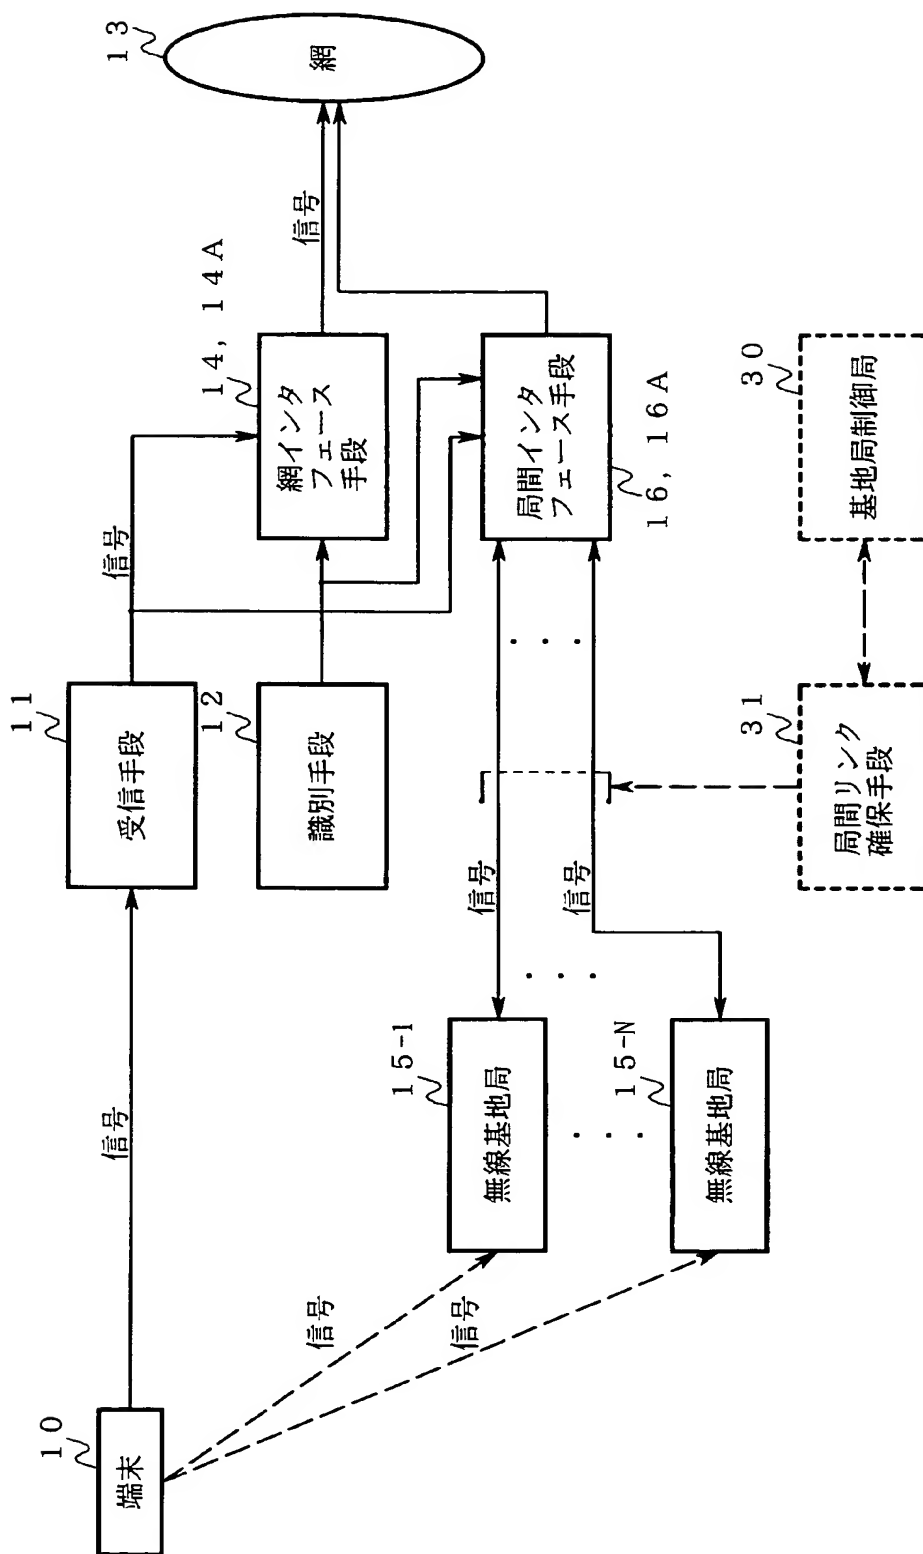 10
端末
信号
信号
信号
11
受信手段
12
識別手段
信号
14, 14A
網インタ
フェース
手段
信号
13
網
15-1
無線基地局
15-N
無線基地局
信号
信号
局間インタ
フェース手段
16, 16A
31
局間リンク
確保手段
30
基地局制御局